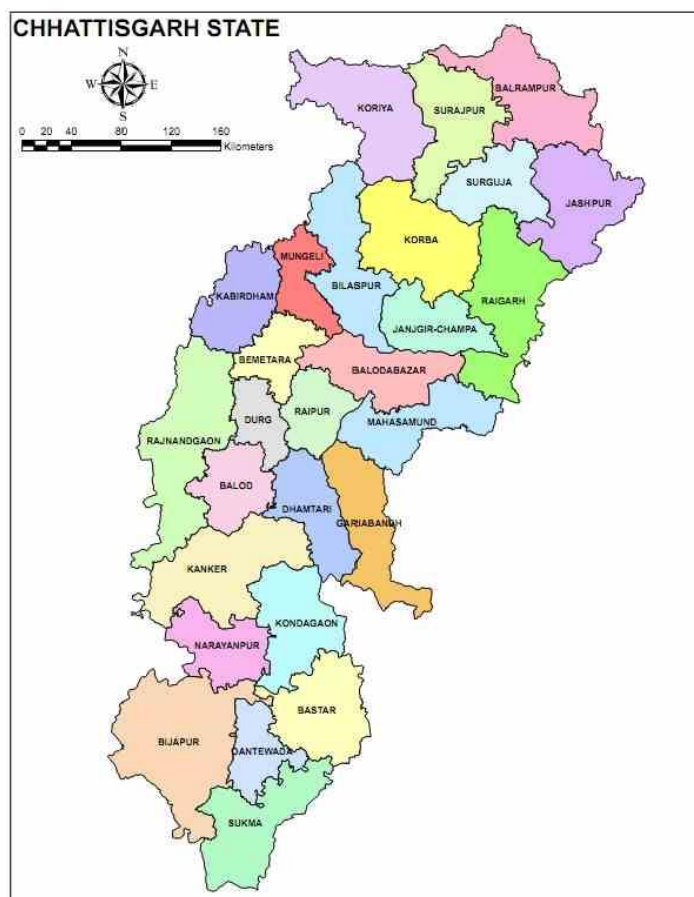 CHHATTISGARH STATE
N
W
E
S
0 20 40 80 120 160
Kilometers
BALRAMPUR
KORIYA
SURAJPUR
SURGUJA
JASHPUR
KORBA
MUNGELI
BILASPUR
KABIRDHAM
RAIGARH
JANJGIR-CHAMPA
BEMETARA
BALODABAZAR
DURG
RAIPUR
MAHASAMUND
RAJNANDGAON
BALOD
DHAMTARI
GARIABANDH
KANKER
KONDAGAON
NARAYANPUR
BASTAR
BIJAPUR
DANTEWADA
SUKMA